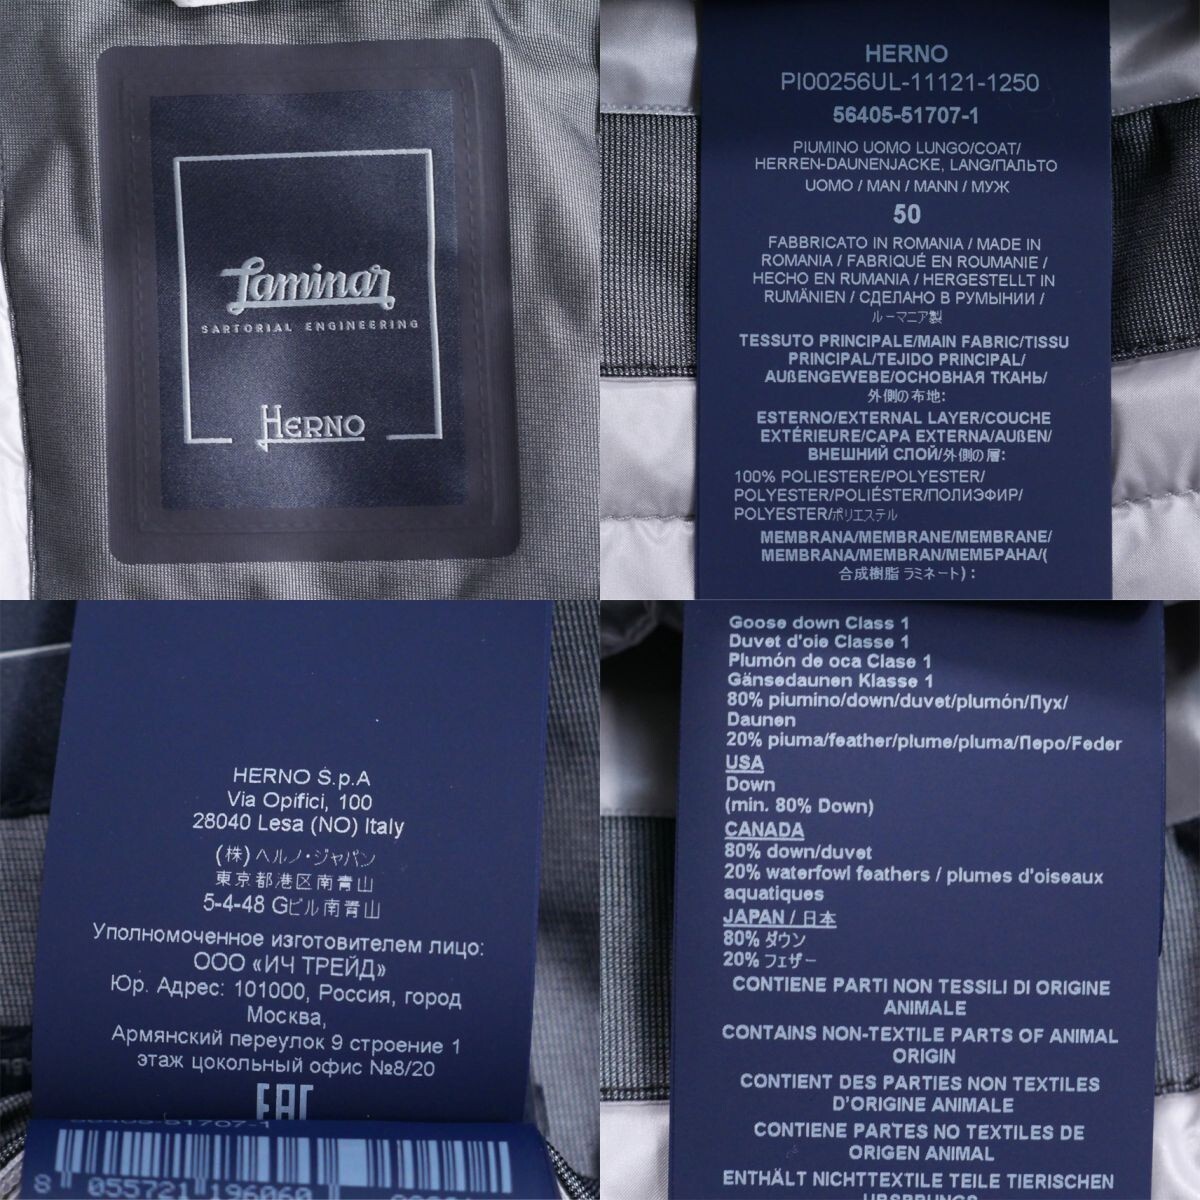 Laminar
SARTORIAL ENGINEERING
HERNO
HERNO
PI00256UL-11121-1250
56405-51707-1
PIUMINO UOMO LUNGO/COAT/
HERREN-DAUNENJACKE, LANG/ПАЛЬТО
UOMO / MAN / MANN / МУЖ
50
FABBRICATO IN ROMANIA / MADE IN
ROMANIA / FABRIQUÉ EN ROUMANIE /
HECHO EN RUMANIA / HERGESTELLT IN
RUMÄNIEN / СДЕЛАНО В РУМЫНИИ /
ルーマニア製
TESSUTO PRINCIPALE/MAIN FABRIC/TISSU
PRINCIPAL/TEJIDO PRINCIPAL/
AUßENGEWEBE/ОСНОВНАЯ ТКАНЬ/
外側の布地:
ESTERNO/EXTERNAL LAYER/COUCHE
EXTÉRIEURE/CAPA EXTERNA/AUßEN/
ВНЕШНИЙ СЛОЙ/外側の層:
100% POLIESTERE/POLYESTER/
POLYESTER/POLIÉSTER/ПОЛИЭФИР/
POLYESTER/ポリエステル
MEMBRANA/MEMBRANE/MEMBRANE/
MEMBRANA/MEMBRAN/МЕМБРАНА/(
合成樹脂 ラミネート) :
HERNO S.p.A
Via Opifici, 100
28040 Lesa (NO) Italy
(株) ヘルノ・ジャパン
東京都港区南青山
5-4-48 Gビル南青山
Уполномоченное изготовителем лицо:
ООО «ИЧ ТРЕЙД»
Юр. Адрес: 101000, Россия, город
Москва,
Армянский переулок 9 строение 1
этаж цокольный офис №8/20
EAC
56405-51707-1
8 055721 196060
Goose down Class 1
Duvet d'oie Classe 1
Plumón de oca Clase 1
Gänsedaunen Klasse 1
80% piumino/down/duvet/plumón/Пух/
Daunen
20% piuma/feather/plume/pluma/Перо/Feder
USA
Down
(min. 80% Down)
CANADA
80% down/duvet
20% waterfowl feathers / plumes d'oiseaux
aquatiques
JAPAN / 日本
80% ダウン
20% フェザー
CONTIENE PARTI NON TESSILI DI ORIGINE
ANIMALE
CONTAINS NON-TEXTILE PARTS OF ANIMAL
ORIGIN
CONTIENT DES PARTIES NON TEXTILES
D'ORIGINE ANIMALE
CONTIENE PARTES NO TEXTILES DE
ORIGEN ANIMAL
ENTHÄLT NICHTTEXTILE TEILE TIERISCHEN
URSPRUNGS